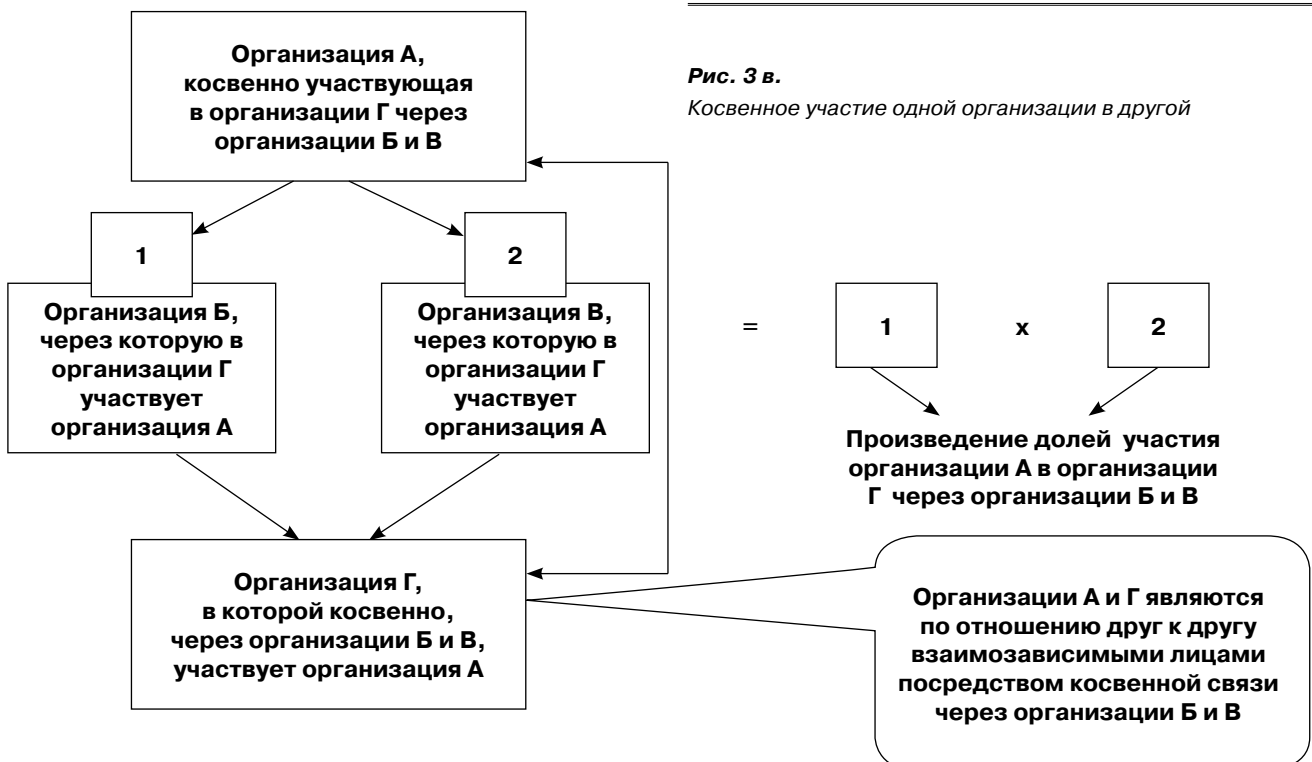 Организация А,
косвенно участвующая
в организации Г через
организации Б и В
Рис. 3 в.
Косвенное участие одной организации в другой
1
2
Организация Б,
через которую в
организации Г
участвует
организация А
Организация В,
через которую в
организации Г
участвует
организация А
= 1 х 2
Произведение долей участия
организации А в организации
Г через организации Б и В
Организация Г,
в которой косвенно,
через организации Б и В,
участвует организация А
Организации А и Г являются
по отношению друг к другу
взаимозависимыми лицами
посредством косвенной связи
через организации Б и В